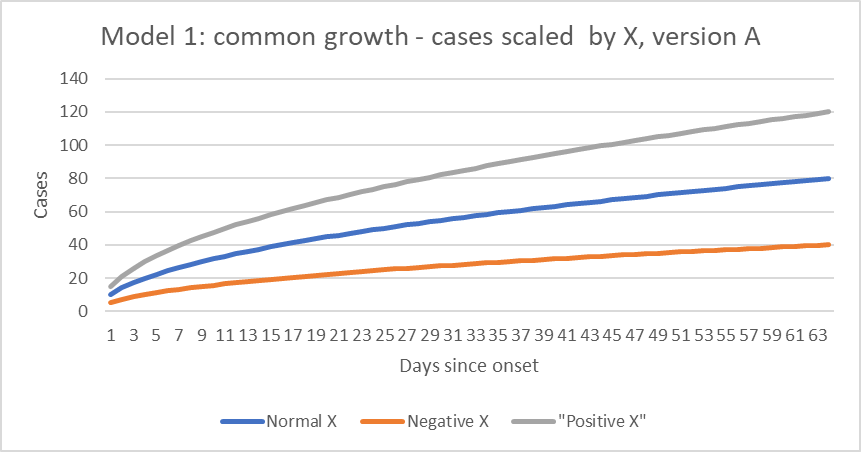 Model 1: common growth - cases scaled  by X, version A
140
120
100
80
60
40
20
0
Cases
1 3 5 7 9 11 13 15 17 19 21 23 25 27 29 31 33 35 37 39 41 43 45 47 49 51 53 55 57 59 61 63
Days since onset
Normal X Negative X "Positive X"